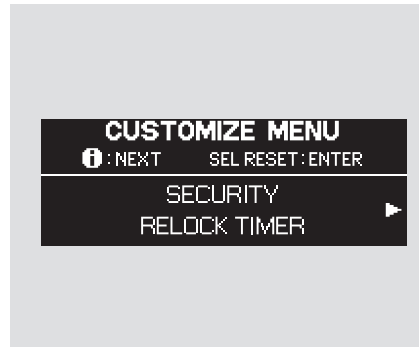 CUSTOMIZE MENU
i:NEXT SEL RESET:ENTER
SECURITY
RELOCK TIMER